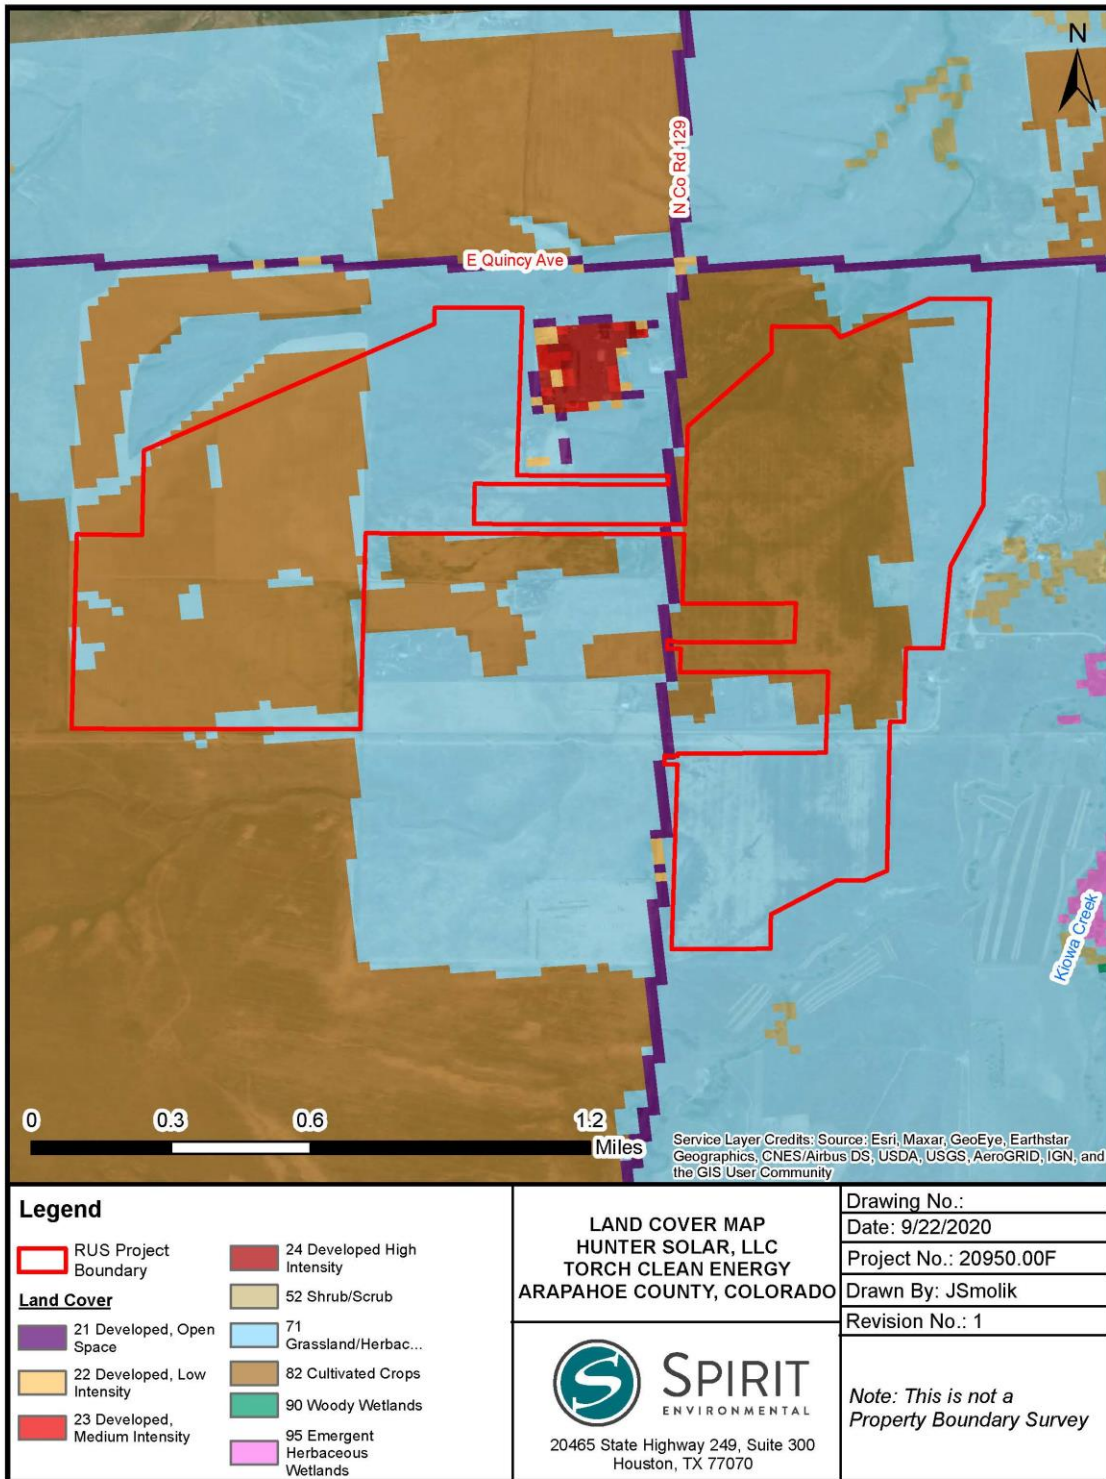 N
N Co Rd 129
E Quincy Ave
Kiowa Creek
0 0.3 0.6 1.2
Miles
Service Layer Credits: Source: Esri, Maxar, GeoEye, Earthstar
Geographics, CNES/Airbus DS, USDA, USGS, AeroGRID, IGN, and
the GIS User Community
Legend
RUS Project
Boundary
Land Cover
21 Developed, Open
Space
22 Developed, Low
Intensity
23 Developed,
Medium Intensity
24 Developed High
Intensity
52 Shrub/Scrub
71
Grassland/Herbac...
82 Cultivated Crops
90 Woody Wetlands
95 Emergent
Herbaceous
Wetlands
LAND COVER MAP
HUNTER SOLAR, LLC
TORCH CLEAN ENERGY
ARAPAHOE COUNTY, COLORADO
S SPIRIT
ENVIRONMENTAL
20465 State Highway 249, Suite 300
Houston, TX 77070
Drawing No.:
Date: 9/22/2020
Project No.: 20950.00F
Drawn By: JSmolik
Revision No.: 1
Note: This is not a
Property Boundary Survey